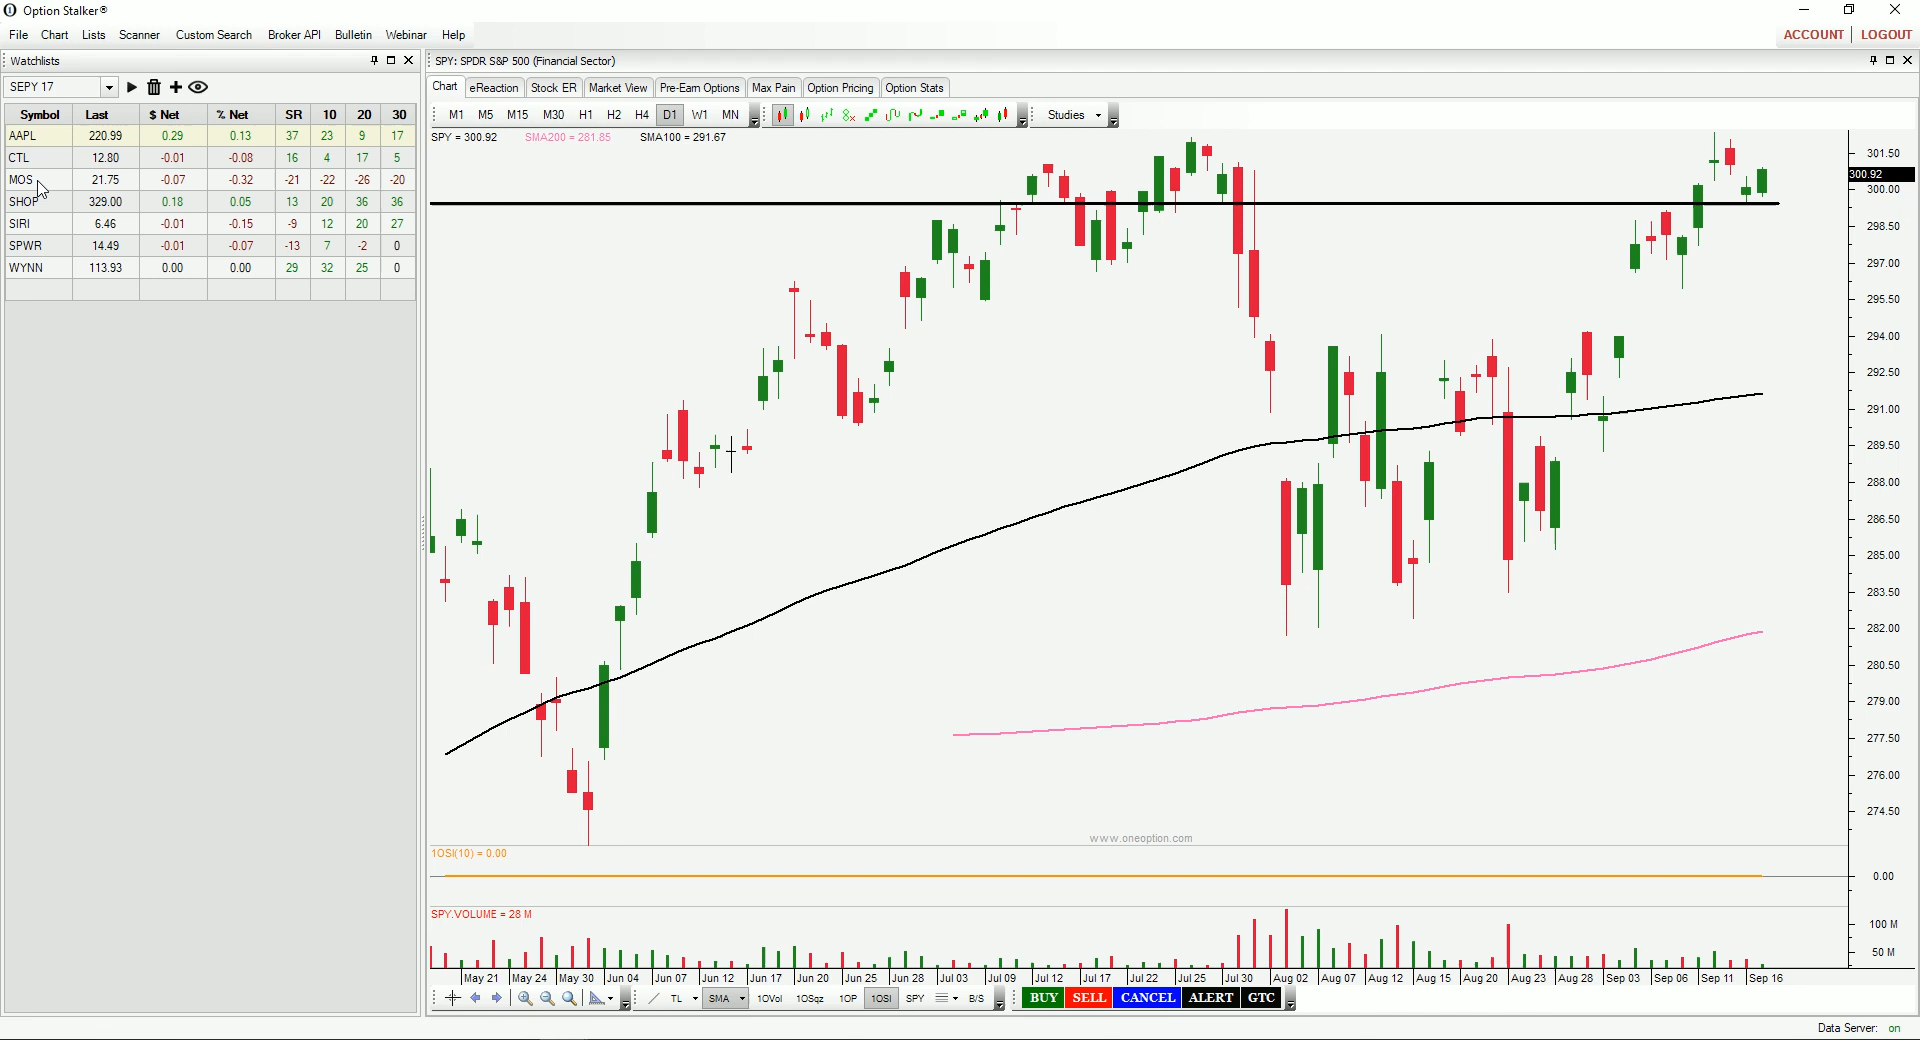 Option Stalker®
File Chart Lists Scanner Custom Search Broker API Bulletin Webinar Help
ACCOUNT LOGOUT
Watchlists
SEPY 17
Symbol Last $ Net % Net SR 10 20 30
AAPL 220.99 0.29 0.13 37 23 9 17
CTL 12.80 -0.01 -0.08 16 4 17 5
MOS 21.75 -0.07 -0.32 -21 -22 -26 -20
SHOP 329.00 0.18 0.05 13 20 36 36
SIRI 6.46 -0.01 -0.15 -9 12 20 27
SPWR 14.49 -0.01 -0.07 -13 7 -2 0
WYNN 113.93 0.00 0.00 29 32 25 0
SPY: SPDR S&P 500 (Financial Sector)
Chart eReaction Stock ER Market View Pre-Earn Options Max Pain Option Pricing Option Stats
M1 M5 M15 M30 H1 H2 H4 D1 W1 MN Studies
SPY = 300.92 SMA200 = 281.85 SMA100 = 291.67
301.50
300.92
300.00
298.50
297.00
295.50
294.00
292.50
291.00
289.50
288.00
286.50
285.00
283.50
282.00
280.50
279.00
277.50
276.00
274.50
www.oneoption.com
1OSI(10) = 0.00
0.00
SPY.VOLUME = 28 M
100 M
50 M
May 21 May 24 May 30 Jun 04 Jun 07 Jun 12 Jun 17 Jun 20 Jun 25 Jun 28 Jul 03 Jul 09 Jul 12 Jul 17 Jul 22 Jul 25 Jul 30 Aug 02 Aug 07 Aug 12 Aug 15 Aug 20 Aug 23 Aug 28 Sep 03 Sep 06 Sep 11 Sep 16
TL SMA 1OVol 1OSqz 1OP 1OSI SPY B/S BUY SELL CANCEL ALERT GTC
Data Server: on